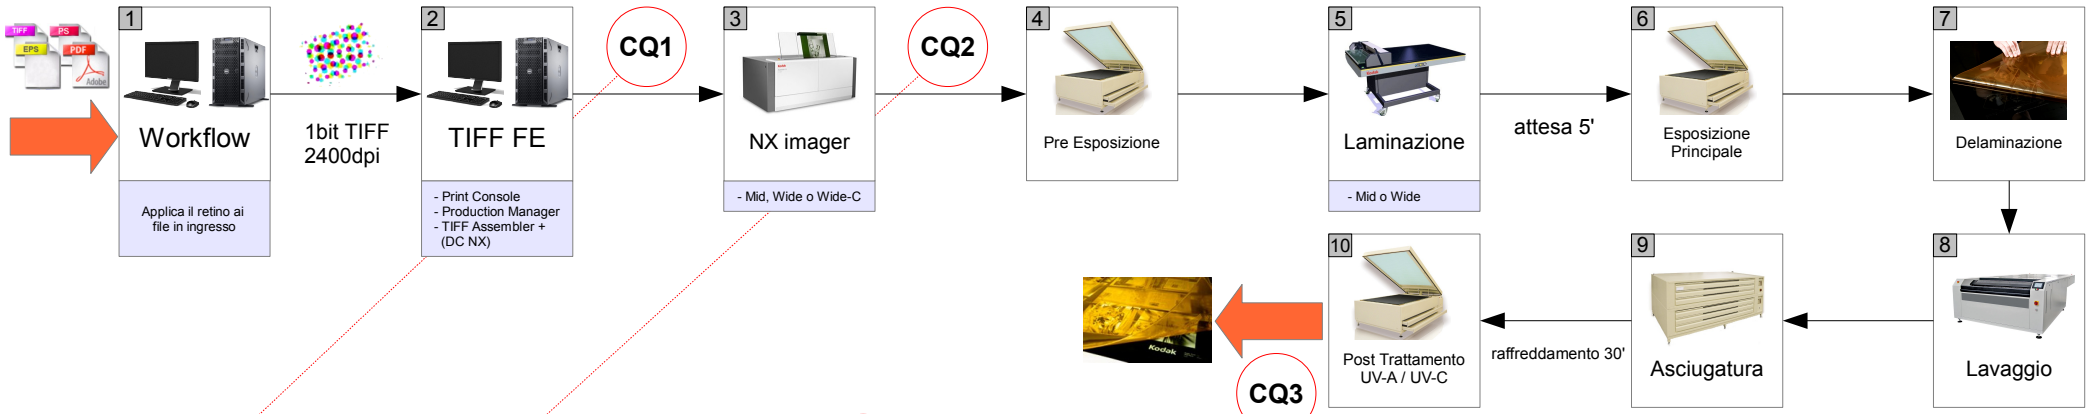 TIFF
PS
EPS
PDF
Adobe
1
Workflow
Applica il retino ai
file in ingresso
1bit TIFF
2400dpi
2
TIFF FE
- Print Console
- Production Manager
- TIFF Assembler +
(DC NX)
CQ1
3
NX imager
- Mid, Wide o Wide-C
CQ2
4
Pre Esposizione
5
Kodak
Laminazione
- Mid o Wide
attesa 5'
6
Esposizione
Principale
7
Delaminazione
8
Lavaggio
9
Asciugatura
raffreddamento 30'
10
Post Trattamento
UV-A / UV-C
CQ3
Kodak